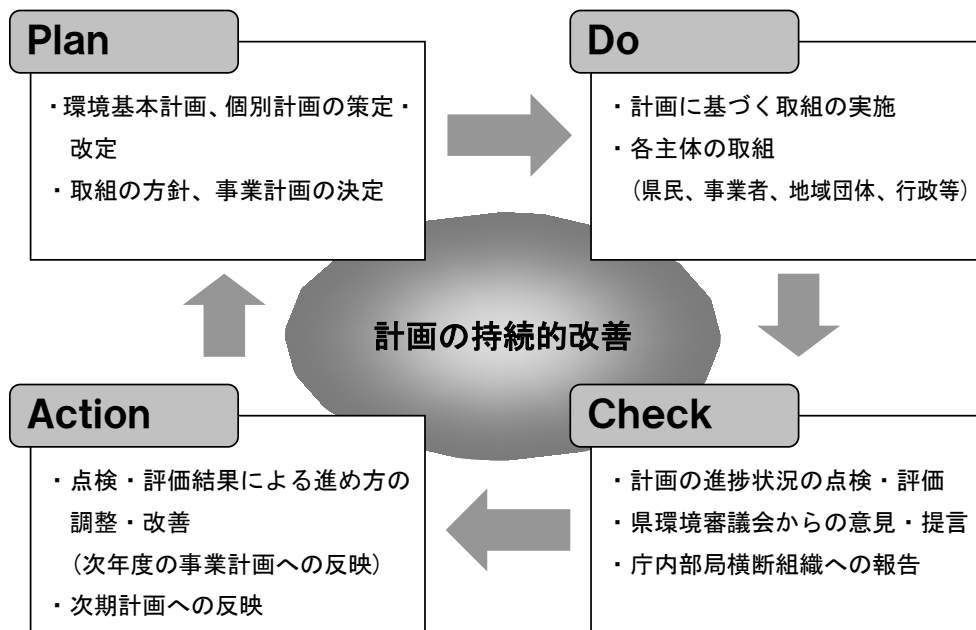 Plan
・環境基本計画、個別計画の策定・
改定
・取組の方針、事業計画の決定
Do
・計画に基づく取組の実施
・各主体の取組
(県民、事業者、地域団体、行政等)
計画の持続的改善
Action
・点検・評価結果による進め方の
調整・改善
(次年度の事業計画への反映)
・次期計画への反映
Check
・計画の進捗状況の点検・評価
・県環境審議会からの意見・提言
・庁内部局横断組織への報告